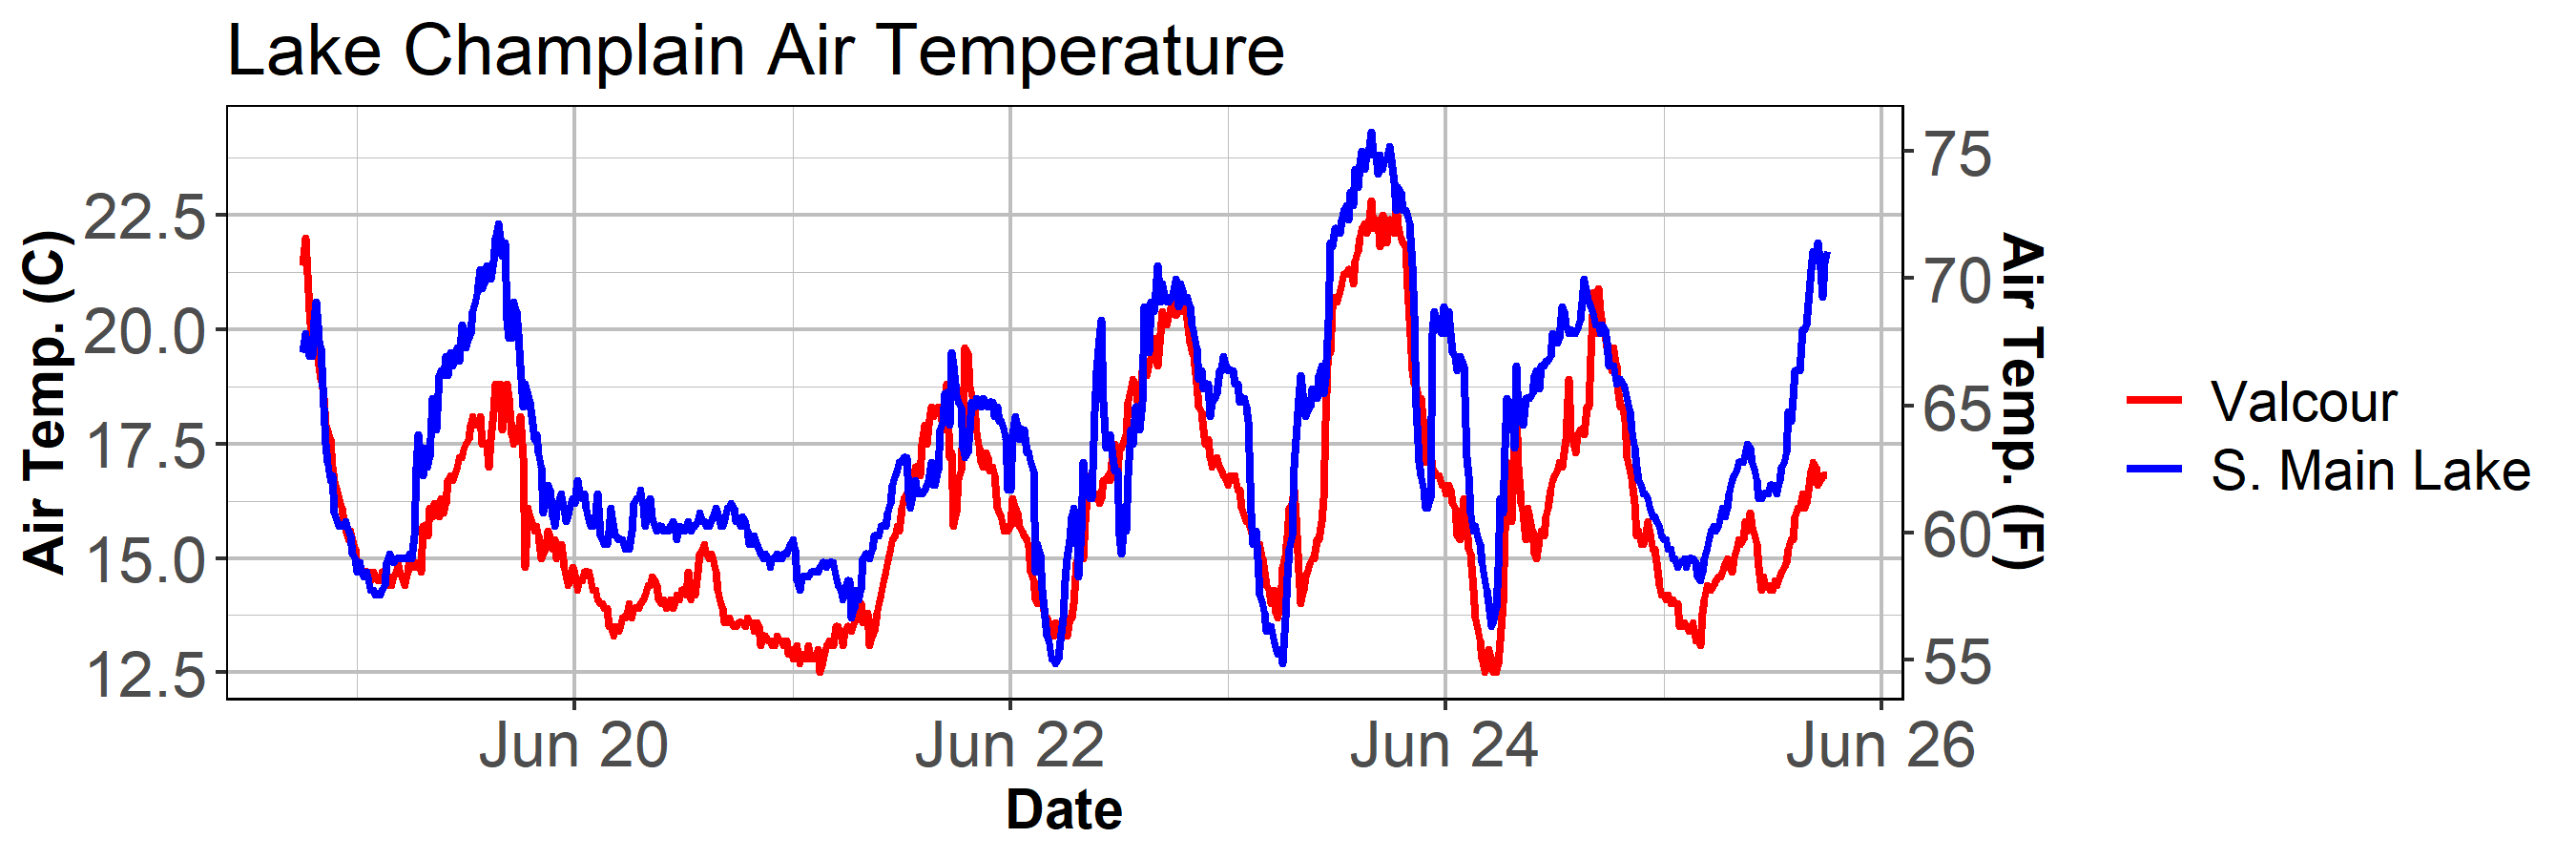 Lake Champlain Air Temperature
Air Temp. (C)
22.5
20.0
17.5
15.0
12.5
75
70
65
60
55
Air Temp. (F)
Jun 20
Jun 22
Jun 24
Jun 26
Date
Valcour
S. Main Lake